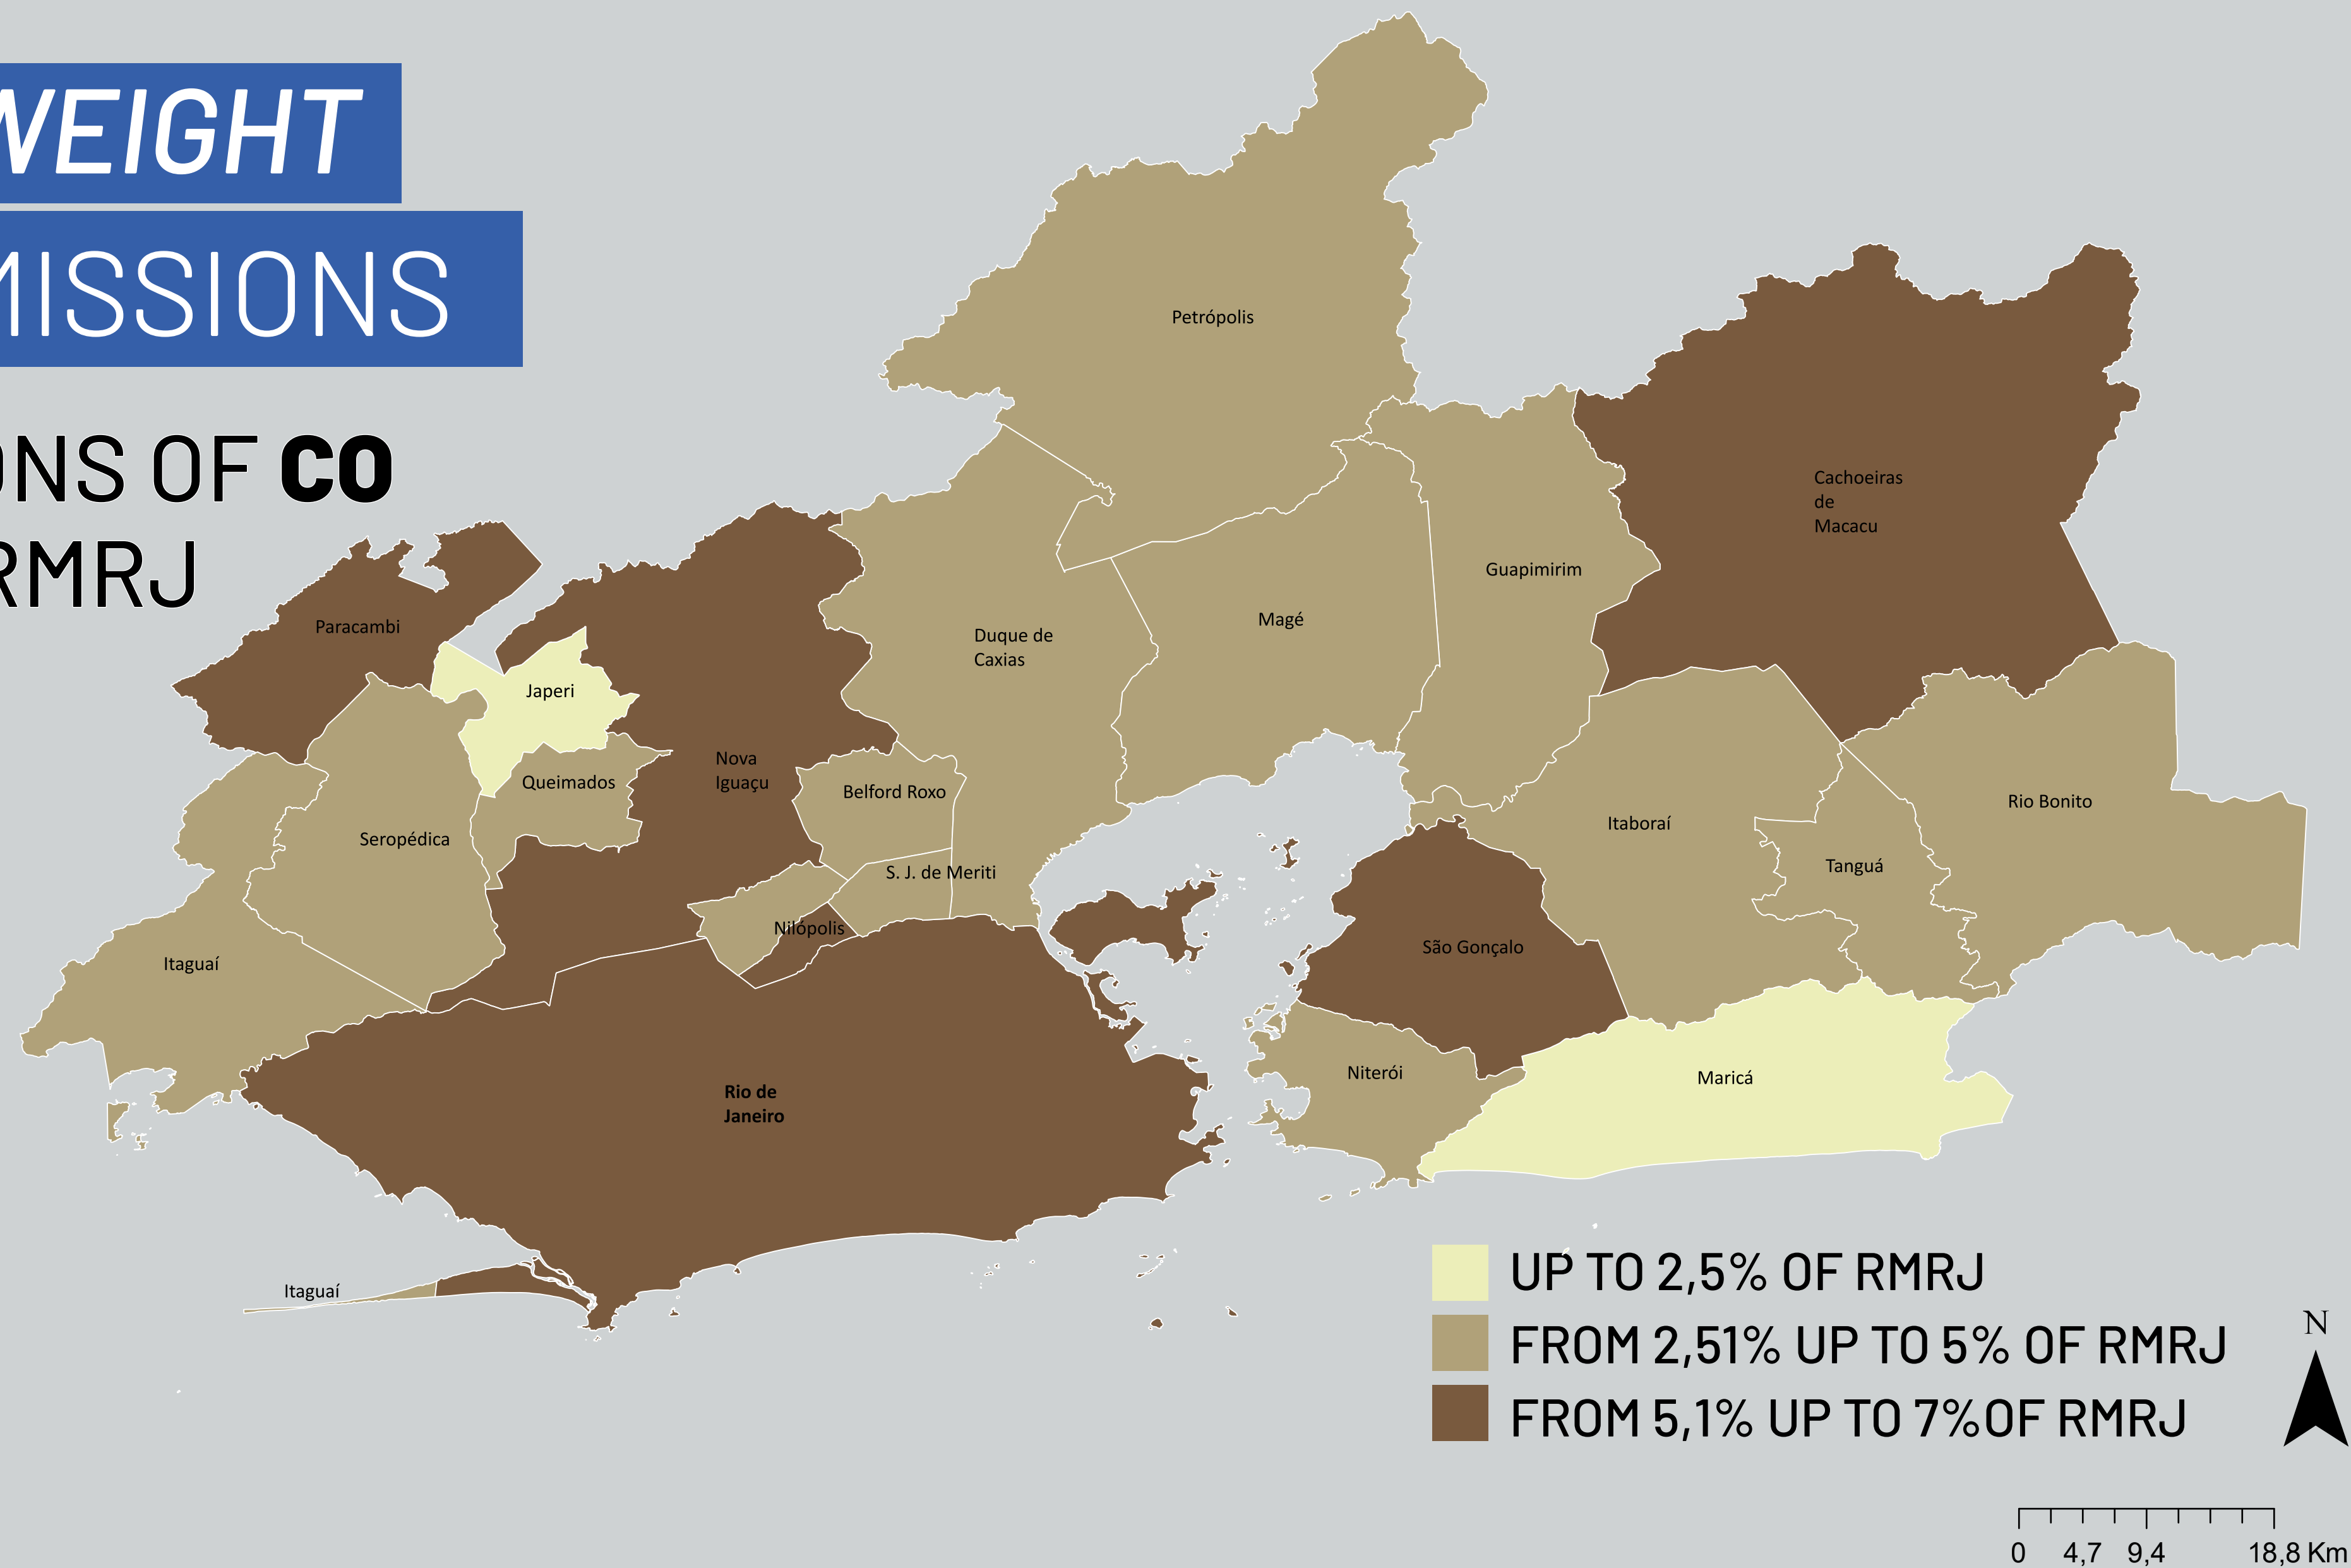 WEIGHT
MISSIONS
ONS OF CO
RMRJ
Petrópolis
Cachoeiras
de
Macacu
Guapimirim
Magé
Paracambi
Duque de
Caxias
Japeri
Nova
Iguaçu
Queimados
Belford Roxo
Rio Bonito
Itaboraí
Seropédica
Tanguá
S. J. de Meriti
Nilópolis
São Gonçalo
Itaguaí
Niterói
Maricá
Rio de
Janeiro
Itaguaí
UP TO 2,5% OF RMRJ
FROM 2,51% UP TO 5% OF RMRJ
FROM 5,1% UP TO 7%OF RMRJ
N
0 4,7 9,4 18,8 Km